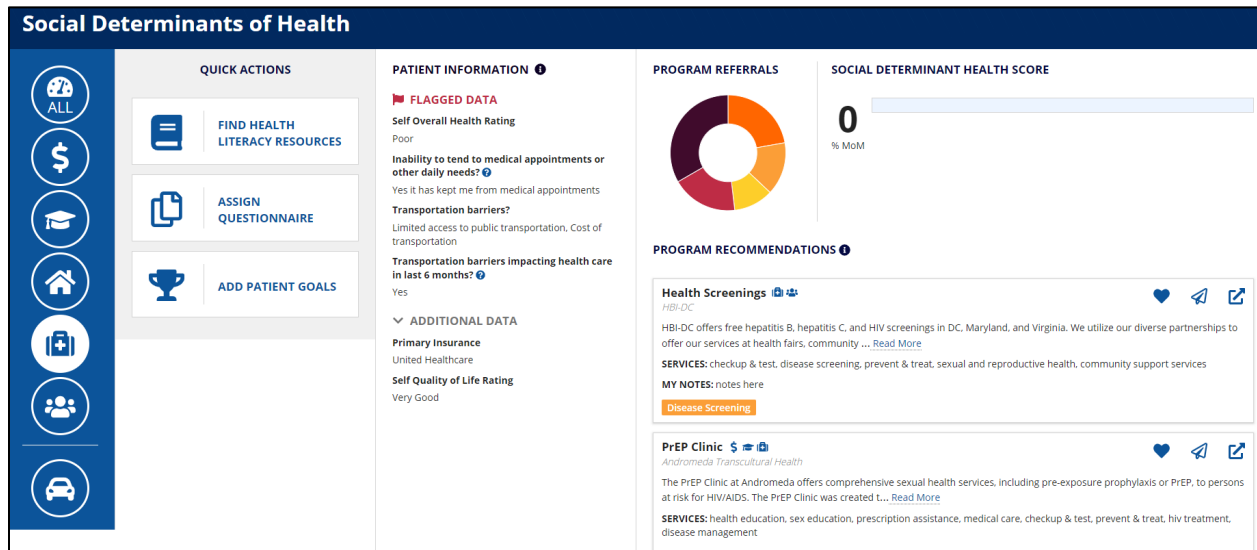 Social Determinants of Health
ALL
QUICK ACTIONS
FIND HEALTH
LITERACY RESOURCES
ASSIGN
QUESTIONNAIRE
ADD PATIENT GOALS
PATIENT INFORMATION
FLAGGED DATA
Self Overall Health Rating
Poor
Inability to tend to medical appointments or
other daily needs?
Yes it has kept me from medical appointments
Transportation barriers?
Limited access to public transportation, Cost of
transportation
Transportation barriers impacting health care
in last 6 months?
Yes
ADDITIONAL DATA
Primary Insurance
United Healthcare
Self Quality of Life Rating
Very Good
PROGRAM REFERRALS
SOCIAL DETERMINANT HEALTH SCORE
0
% MoM
PROGRAM RECOMMENDATIONS
Health Screenings
HBI-DC
HBI-DC offers free hepatitis B, hepatitis C, and HIV screenings in DC, Maryland, and Virginia. We utilize our diverse partnerships to
offer our services at health fairs, community ... Read More
SERVICES: checkup & test, disease screening, prevent & treat, sexual and reproductive health, community support services
MY NOTES: notes here
Disease Screening
PrEP Clinic $
Andromeda Transcultural Health
The PrEP Clinic at Andromeda offers comprehensive sexual health services, including pre-exposure prophylaxis or PrEP, to persons
at risk for HIV/AIDS. The PrEP Clinic was created t... Read More
SERVICES: health education, sex education, prescription assistance, medical care, checkup & test, prevent & treat, hiv treatment,
disease management